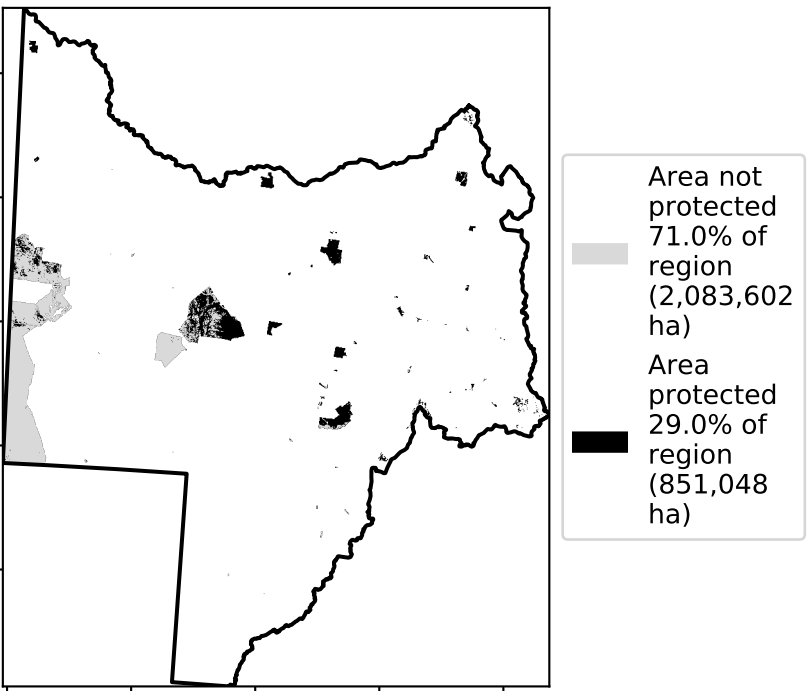 Area not
protected
71.0% of
region
(2,083,602
ha)
Area
protected
29.0% of
region
(851,048
ha)